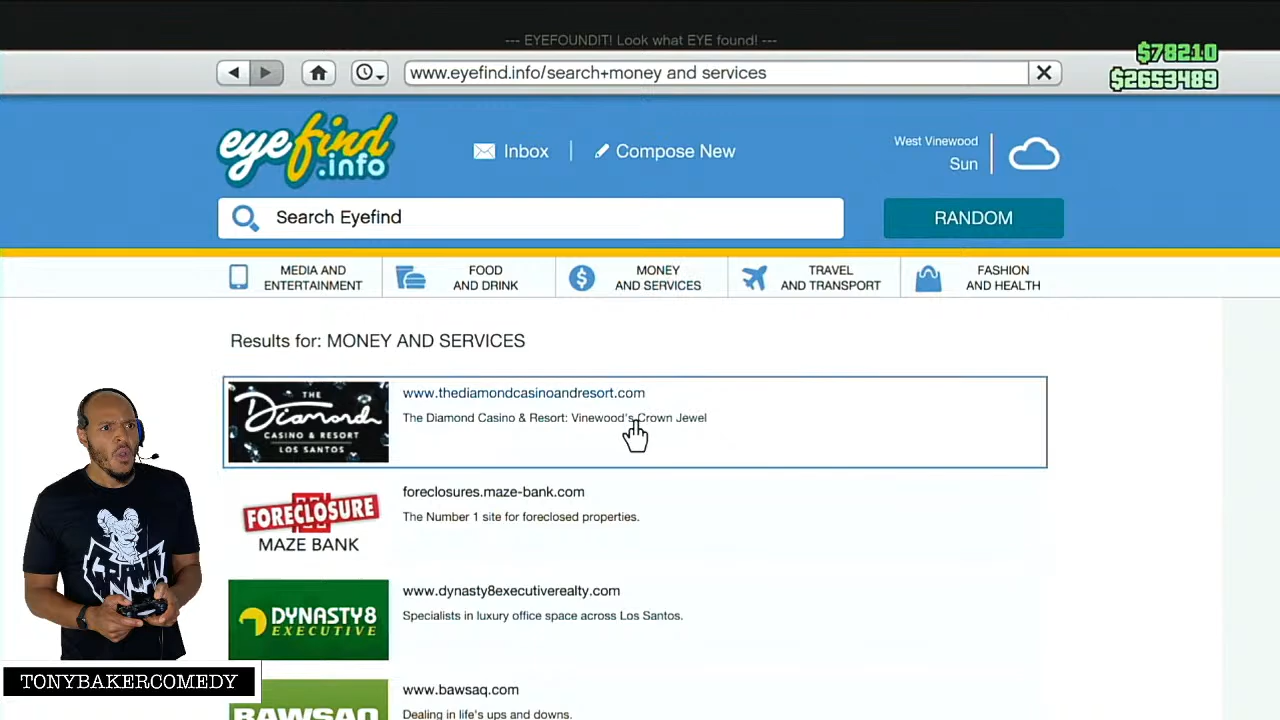 --- EYEFOUNDIT! Look what EYE found! ---
$78210
$2653489
www.eyefind.info/search+money and services
eyefind
.info
Inbox
Compose New
West Vinewood
Sun
Search Eyefind
RANDOM
MEDIA AND
ENTERTAINMENT
FOOD
AND DRINK
MONEY
AND SERVICES
TRAVEL
AND TRANSPORT
FASHION
AND HEALTH
Results for: MONEY AND SERVICES
THE
Diamond
CASINO & RESORT
LOS SANTOS
www.thediamondcasinoandresort.com
The Diamond Casino & Resort: Vinewood's Crown Jewel
FORECLOSURE
MAZE BANK
foreclosures.maze-bank.com
The Number 1 site for foreclosed properties.
DYNASTY8
EXECUTIVE
www.dynasty8executiverealty.com
Specialists in luxury office space across Los Santos.
BAWSAQ
www.bawsaq.com
Dealing in life's ups and downs.
TONYBAKERCOMEDY